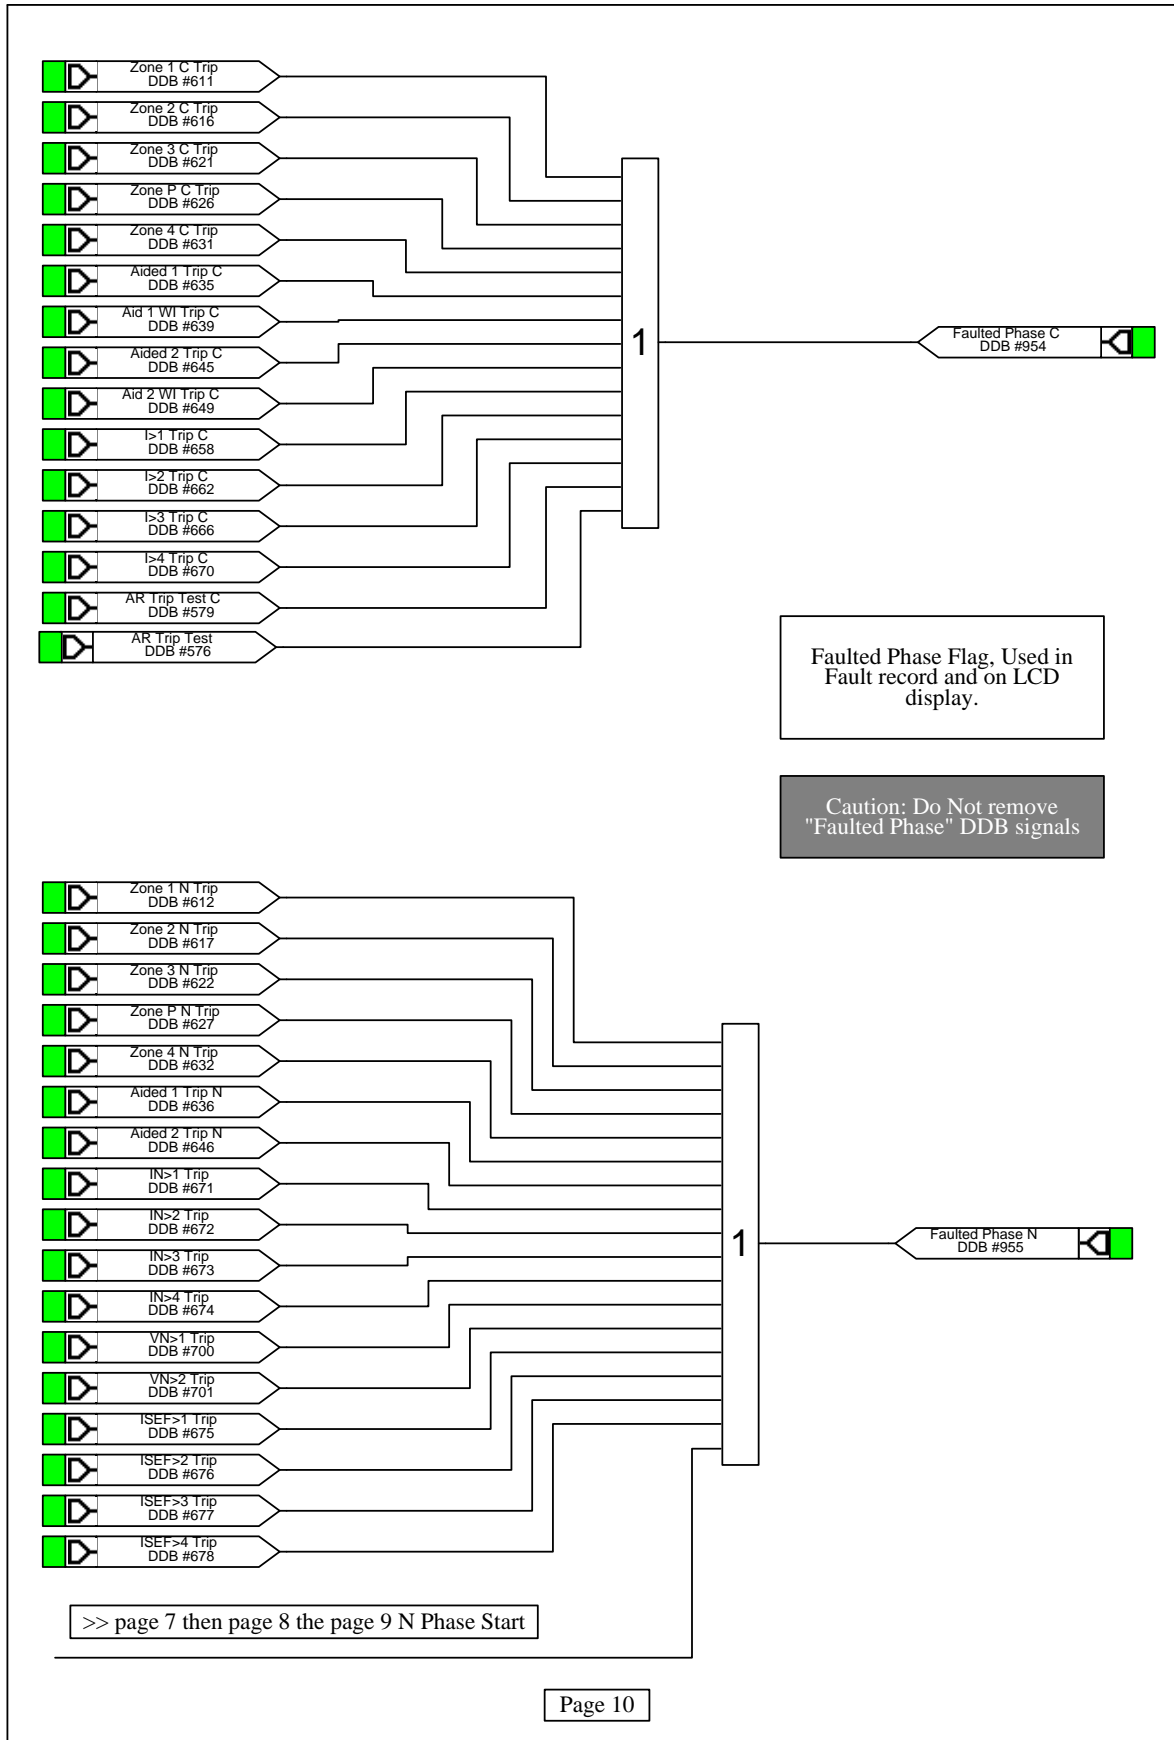 Zone 1 C Trip
DDB #611
Zone 2 C Trip
DDB #616
Zone 3 C Trip
DDB #621
Zone P C Trip
DDB #626
Zone 4 C Trip
DDB #631
Aided 1 Trip C
DDB #635
Aid 1 WI Trip C
DDB #639
Aided 2 Trip C
DDB #645
Aid 2 WI Trip C
DDB #649
I>1 Trip C
DDB #658
I>2 Trip C
DDB #662
I>3 Trip C
DDB #666
I>4 Trip C
DDB #670
AR Trip Test C
DDB #579
AR Trip Test
DDB #576
1
Faulted Phase C
DDB #954
Faulted Phase Flag, Used in
Fault record and on LCD
display.
Caution: Do Not remove
"Faulted Phase" DDB signals
Zone 1 N Trip
DDB #612
Zone 2 N Trip
DDB #617
Zone 3 N Trip
DDB #622
Zone P N Trip
DDB #627
Zone 4 N Trip
DDB #632
Aided 1 Trip N
DDB #636
Aided 2 Trip N
DDB #646
IN>1 Trip
DDB #671
IN>2 Trip
DDB #672
IN>3 Trip
DDB #673
IN>4 Trip
DDB #674
VN>1 Trip
DDB #700
VN>2 Trip
DDB #701
ISEF>1 Trip
DDB #675
ISEF>2 Trip
DDB #676
ISEF>3 Trip
DDB #677
ISEF>4 Trip
DDB #678
1
Faulted Phase N
DDB #955
>> page 7 then page 8 the page 9 N Phase Start
Page 10